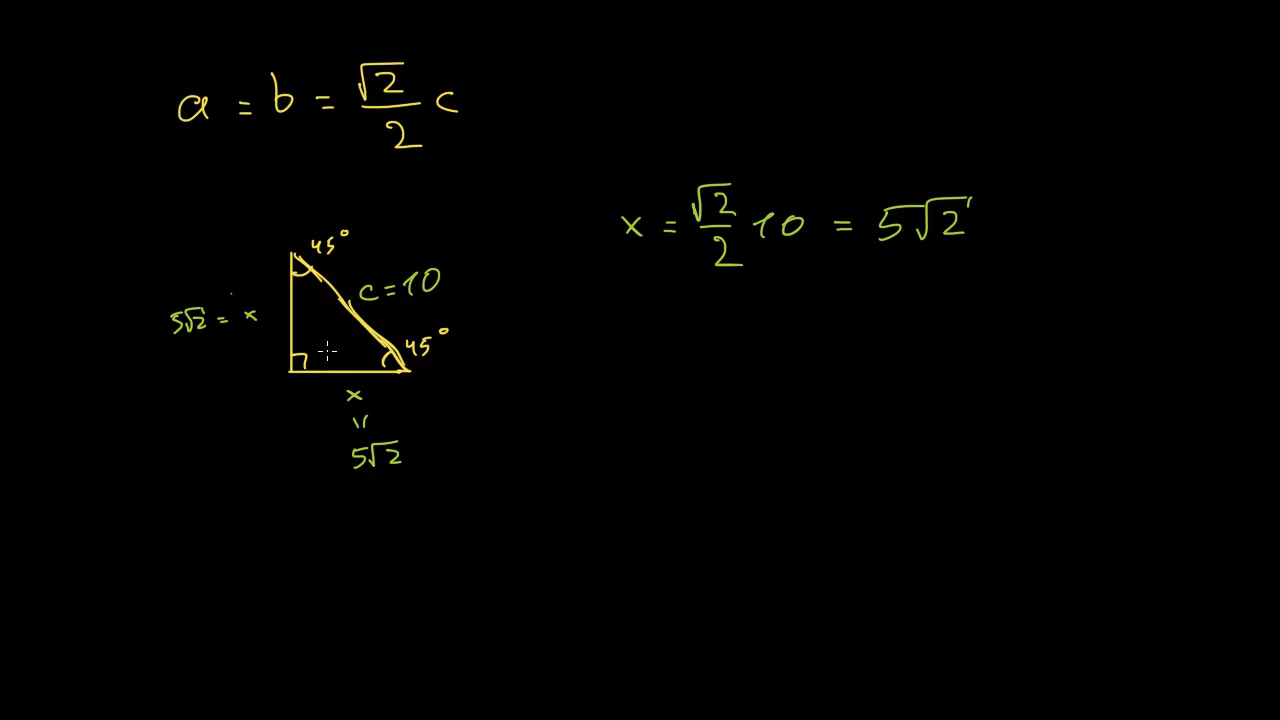 a = b = √2/2 c
x = √2/2 10 = 5√2
45°
c = 10
5√2 = x
45°
x
=
5√2